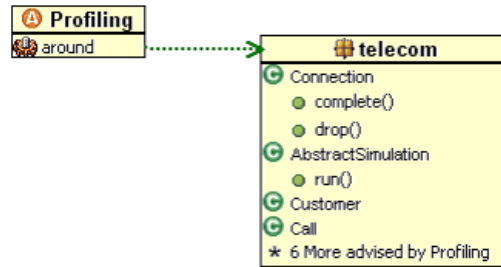 A Profiling
around
telecom
C Connection
complete()
drop()
C AbstractSimulation
run()
C Customer
C Call
* 6 More advised by Profiling